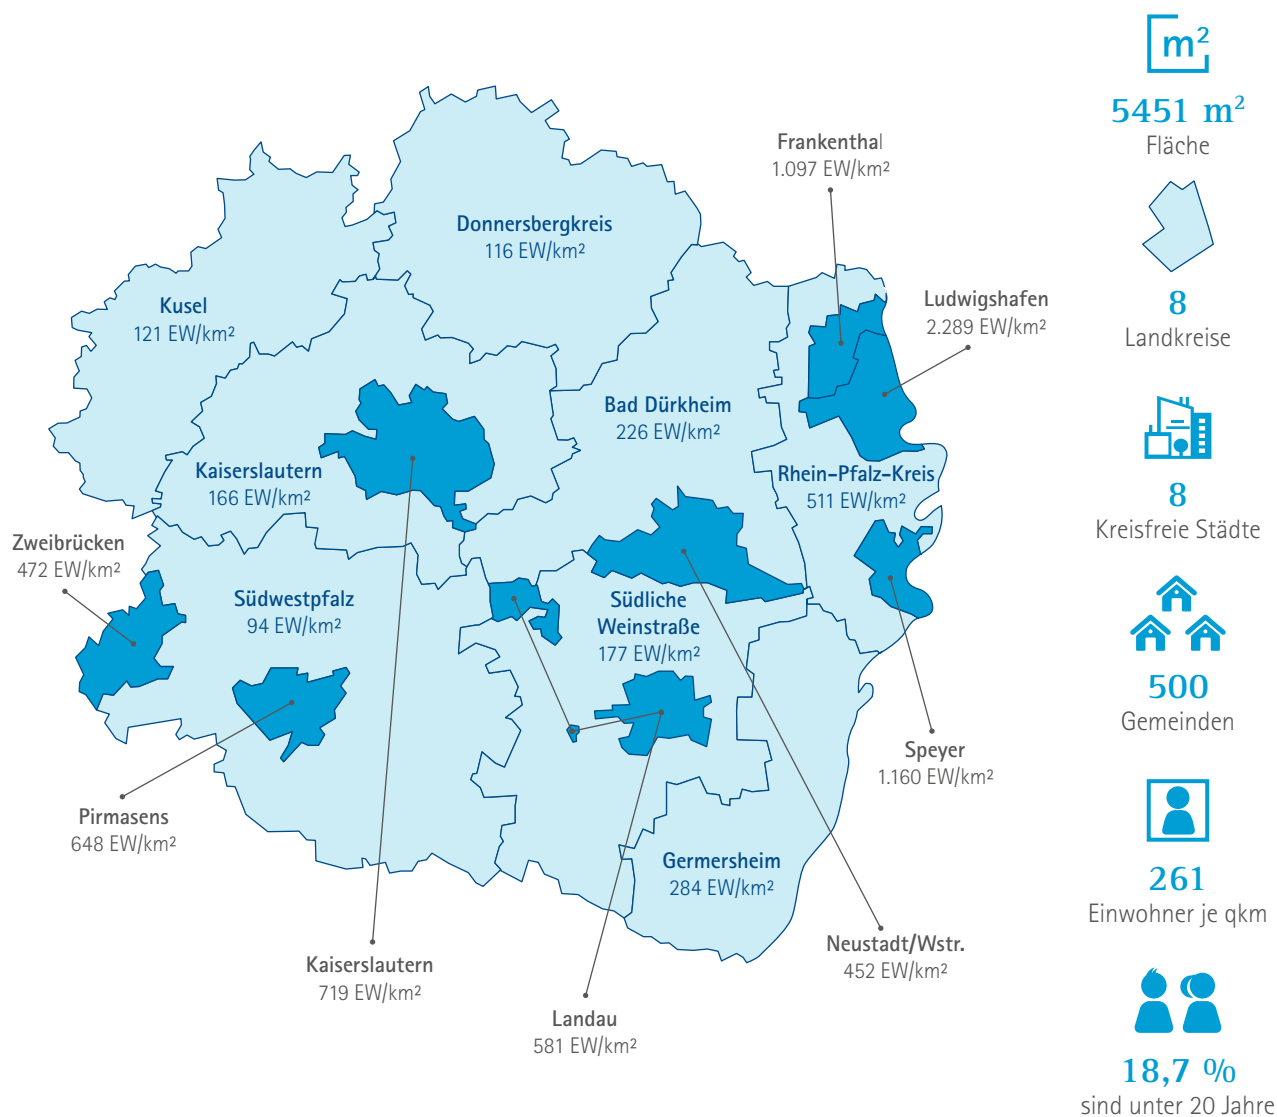 Frankenthal
1.097 EW/km²
Donnersbergkreis
116 EW/km²
Kusel
121 EW/km²
Ludwigshafen
2.289 EW/km²
Bad Dürkheim
226 EW/km²
Kaiserslautern
166 EW/km²
Rhein-Pfalz-Kreis
511 EW/km²
Zweibrücken
472 EW/km²
Südwestpfalz
94 EW/km²
Südliche
Weinstraße
177 EW/km²
Speyer
1.160 EW/km²
Pirmasens
648 EW/km²
Germersheim
284 EW/km²
Neustadt/Wstr.
452 EW/km²
Kaiserslautern
719 EW/km²
Landau
581 EW/km²
m²
5451 m²
Fläche
8
Landkreise
8
Kreisfreie Städte
500
Gemeinden
261
Einwohner je qkm
18,7 %
sind unter 20 Jahre